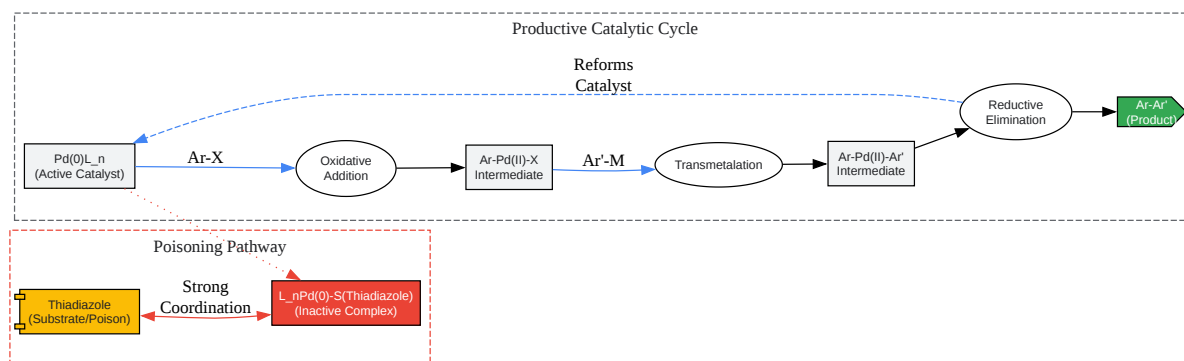 Productive Catalytic Cycle
Reforms
Catalyst
Reductive
Elimination
Ar-Ar'
(Product)
Pd(0)L_n
(Active Catalyst)
Ar-X
Oxidative
Addition
Ar-Pd(II)-X
Intermediate
Ar'-M
Transmetalation
Ar-Pd(II)-Ar'
Intermediate
Poisoning Pathway
Thiadiazole
(Substrate/Poison)
Strong
Coordination
L_nPd(0)-S(Thiadiazole)
(Inactive Complex)